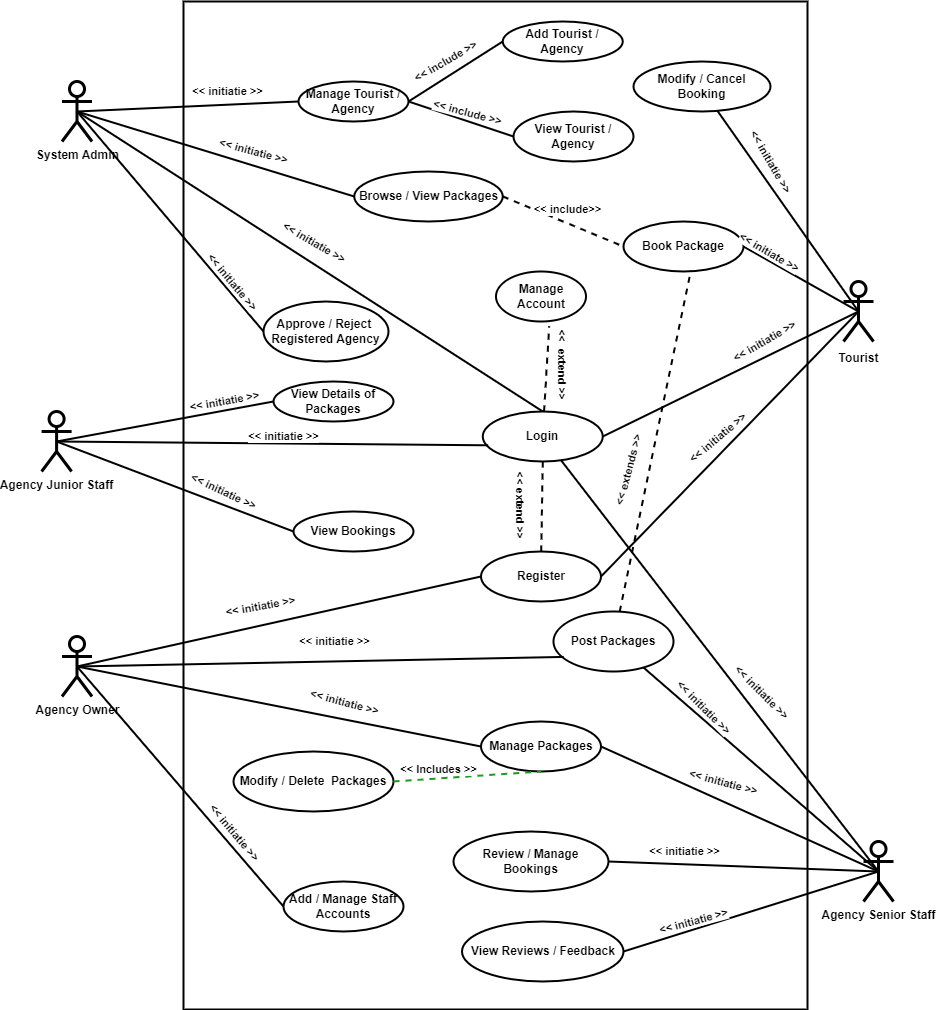 Add Tourist /
Agency
<< include >>
Modify / Cancel
Booking
<< initiatie >>
Manage Tourist /
Agency
<< include >>
View Tourist /
Agency
System Admin
<< initiatie >>
<< initiatie >>
Browse / View Packages
<< include>>
<< initiatie >>
Book Package
<< initiate >>
<< initiatie >>
Manage
Account
Approve / Reject
Registered Agency
<< extend >>
<< initiatie >>
Tourist
View Details of
Packages
<< initiatie >>
<< initiatie >>
Login
<< initiatie >>
Agency Junior Staff
<< initiatie >>
<< extends >>
<< extend >>
View Bookings
Register
<< initiatie >>
<< initiatie >>
Post Packages
Agency Owner
<< initiatie >>
<< initiatie >>
<< initiatie >>
Manage Packages
<< Includes >>
Modify / Delete  Packages
<< initiatie >>
<< initiatie >>
Review / Manage
Bookings
<< initiatie >>
Add / Manage Staff
Accounts
Agency Senior Staff
<< initiatie >>
View Reviews / Feedback